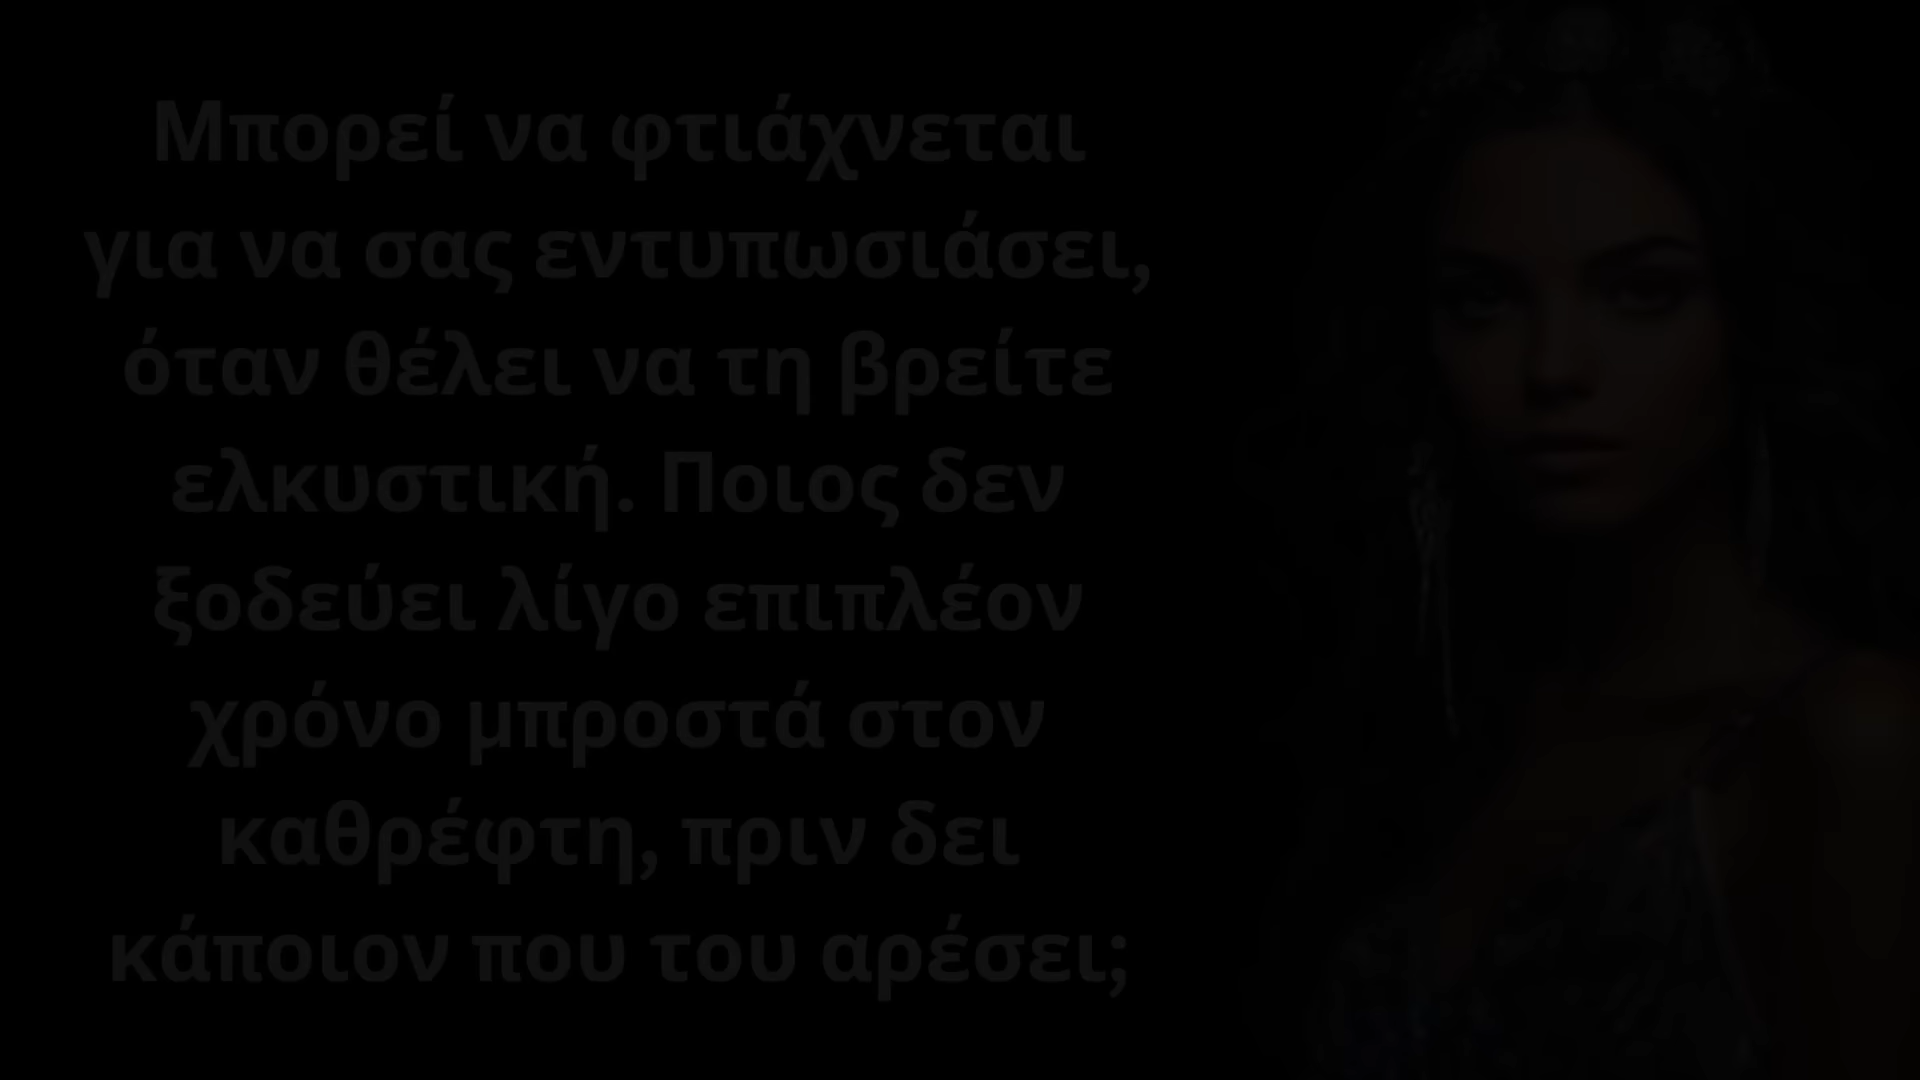 Μπορεί να φτιάχνεται
για να σας εντυπωσιάσει,
όταν θέλει να τη βρείτε
ελκυστική. Ποιος δεν
ξοδεύει λίγο επιπλέον
χρόνο μπροστά στον
καθρέφτη, πριν δει
κάποιον που του αρέσει;